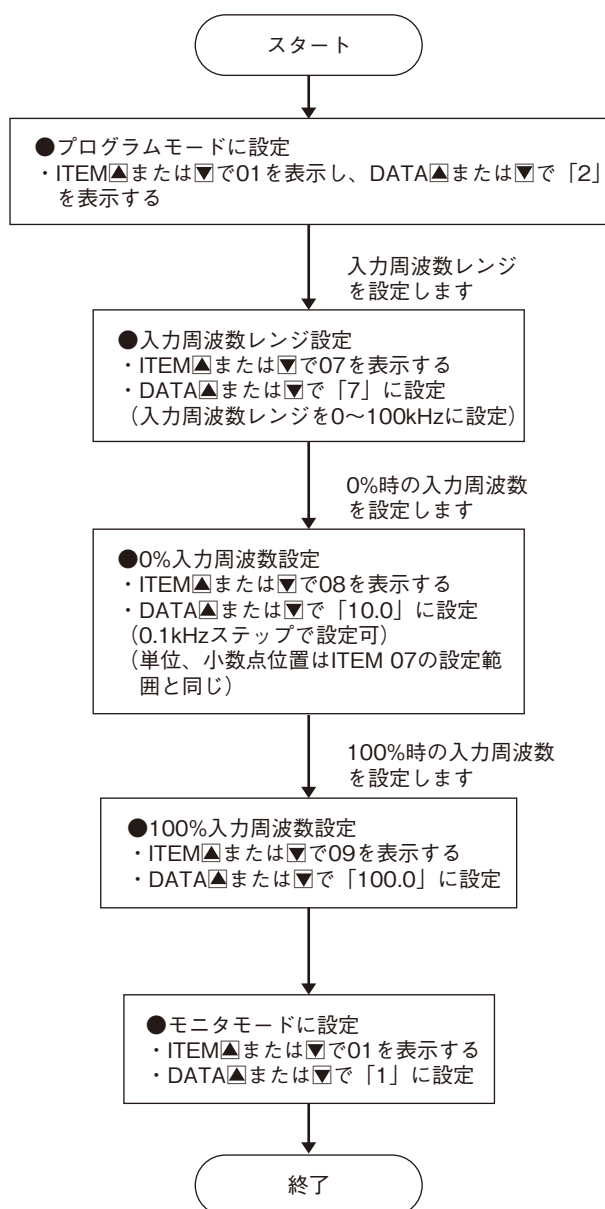 スタート
●プログラムモードに設定
・ITEM▲または▼で01を表示し、DATA▲または▼で「2」
を表示する
入力周波数レンジ
を設定します
●入力周波数レンジ設定
・ITEM▲または▼で07を表示する
・DATA▲または▼で「7」に設定
（入力周波数レンジを0～100kHzに設定）
0%時の入力周波数
を設定します
●0%入力周波数設定
・ITEM▲または▼で08を表示する
・DATA▲または▼で「10.0」に設定
（0.1kHzステップで設定可）
（単位、小数点位置はITEM 07の設定範
囲と同じ）
100%時の入力周波数
を設定します
●100%入力周波数設定
・ITEM▲または▼で09を表示する
・DATA▲または▼で「100.0」に設定
●モニタモードに設定
・ITEM▲または▼で01を表示する
・DATA▲または▼で「1」に設定
終了